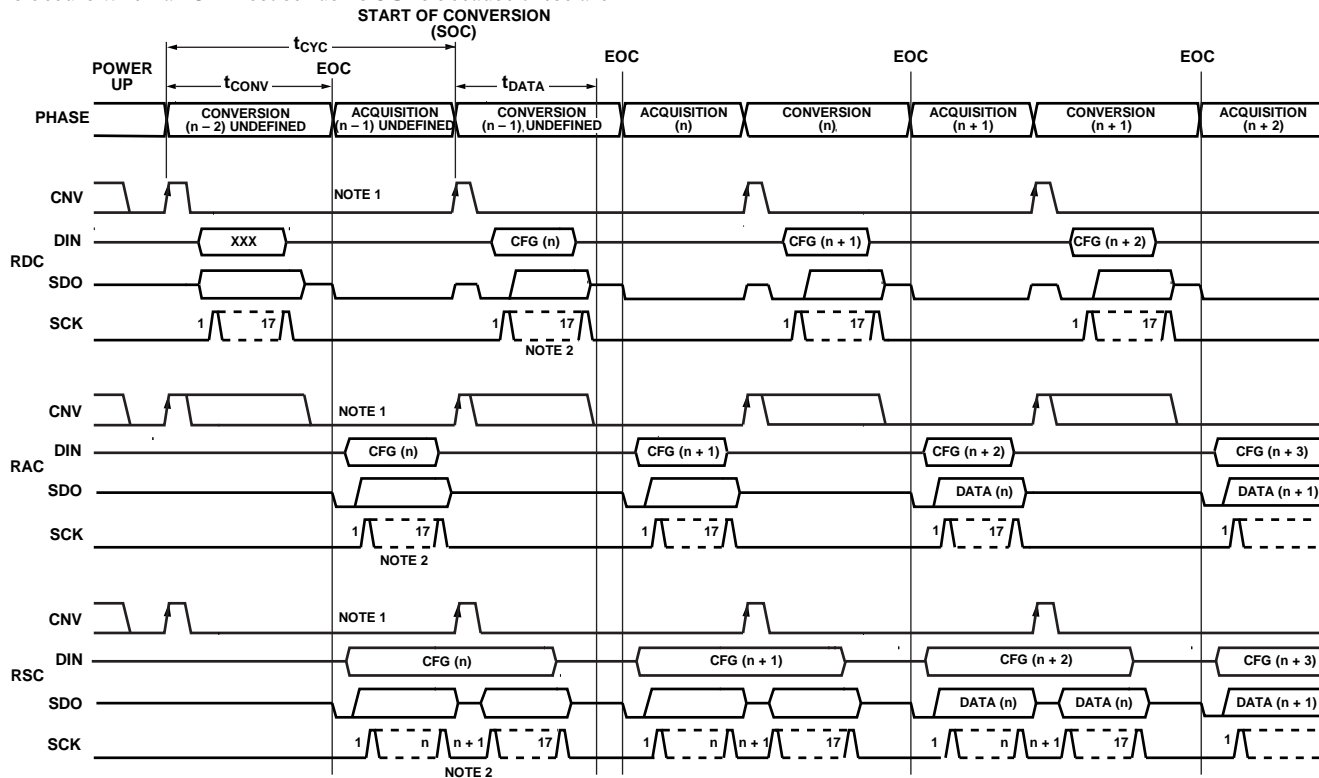 START OF CONVERSION
(SOC)
tCYC
POWER
UP
tCONV
EOC
tDATA
EOC
EOC
EOC
PHASE
CONVERSION
(n – 2) UNDEFINED
ACQUISITION
(n – 1) UNDEFINED
CONVERSION
(n – 1) UNDEFINED
ACQUISITION
(n)
CONVERSION
(n)
ACQUISITION
(n + 1)
CONVERSION
(n + 1)
ACQUISITION
(n + 2)
CNV
NOTE 1
RDC
DIN
XXX
CFG (n)
CFG (n + 1)
CFG (n + 2)
SDO
SCK
1 17
1 17
1 17
1 17
NOTE 2
CNV
NOTE 1
RAC
DIN
CFG (n)
CFG (n + 1)
CFG (n + 2)
CFG (n + 3)
SDO
DATA (n)
DATA (n + 1)
SCK
1 17
1 17
1 17
1
NOTE 2
CNV
NOTE 1
RSC
DIN
CFG (n)
CFG (n + 1)
CFG (n + 2)
CFG (n + 3)
SDO
DATA (n)
DATA (n)
DATA (n + 1)
SCK
1 n n + 1 17
1 n n + 1 17
1 n n + 1 17
1
NOTE 2